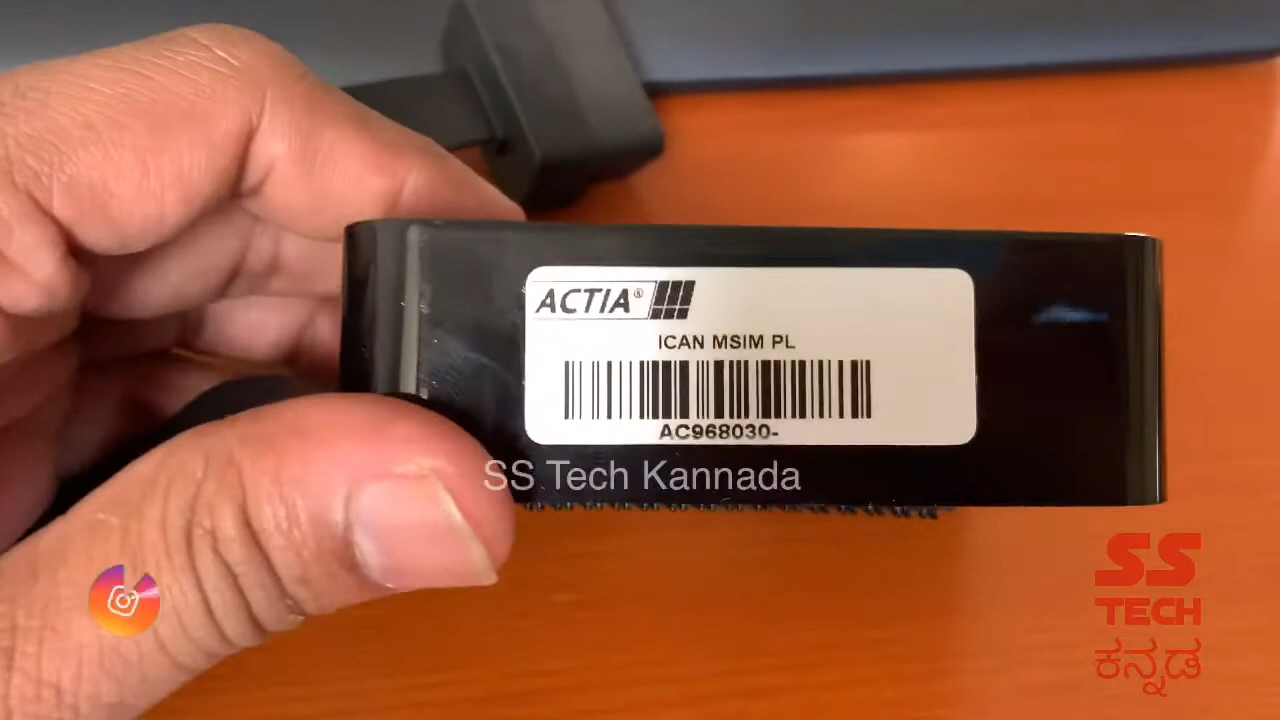 ACTIA®
ICAN MSIM PL
AC968030-
SS Tech Kannada
SS
TECH
ಕನ್ನಡ